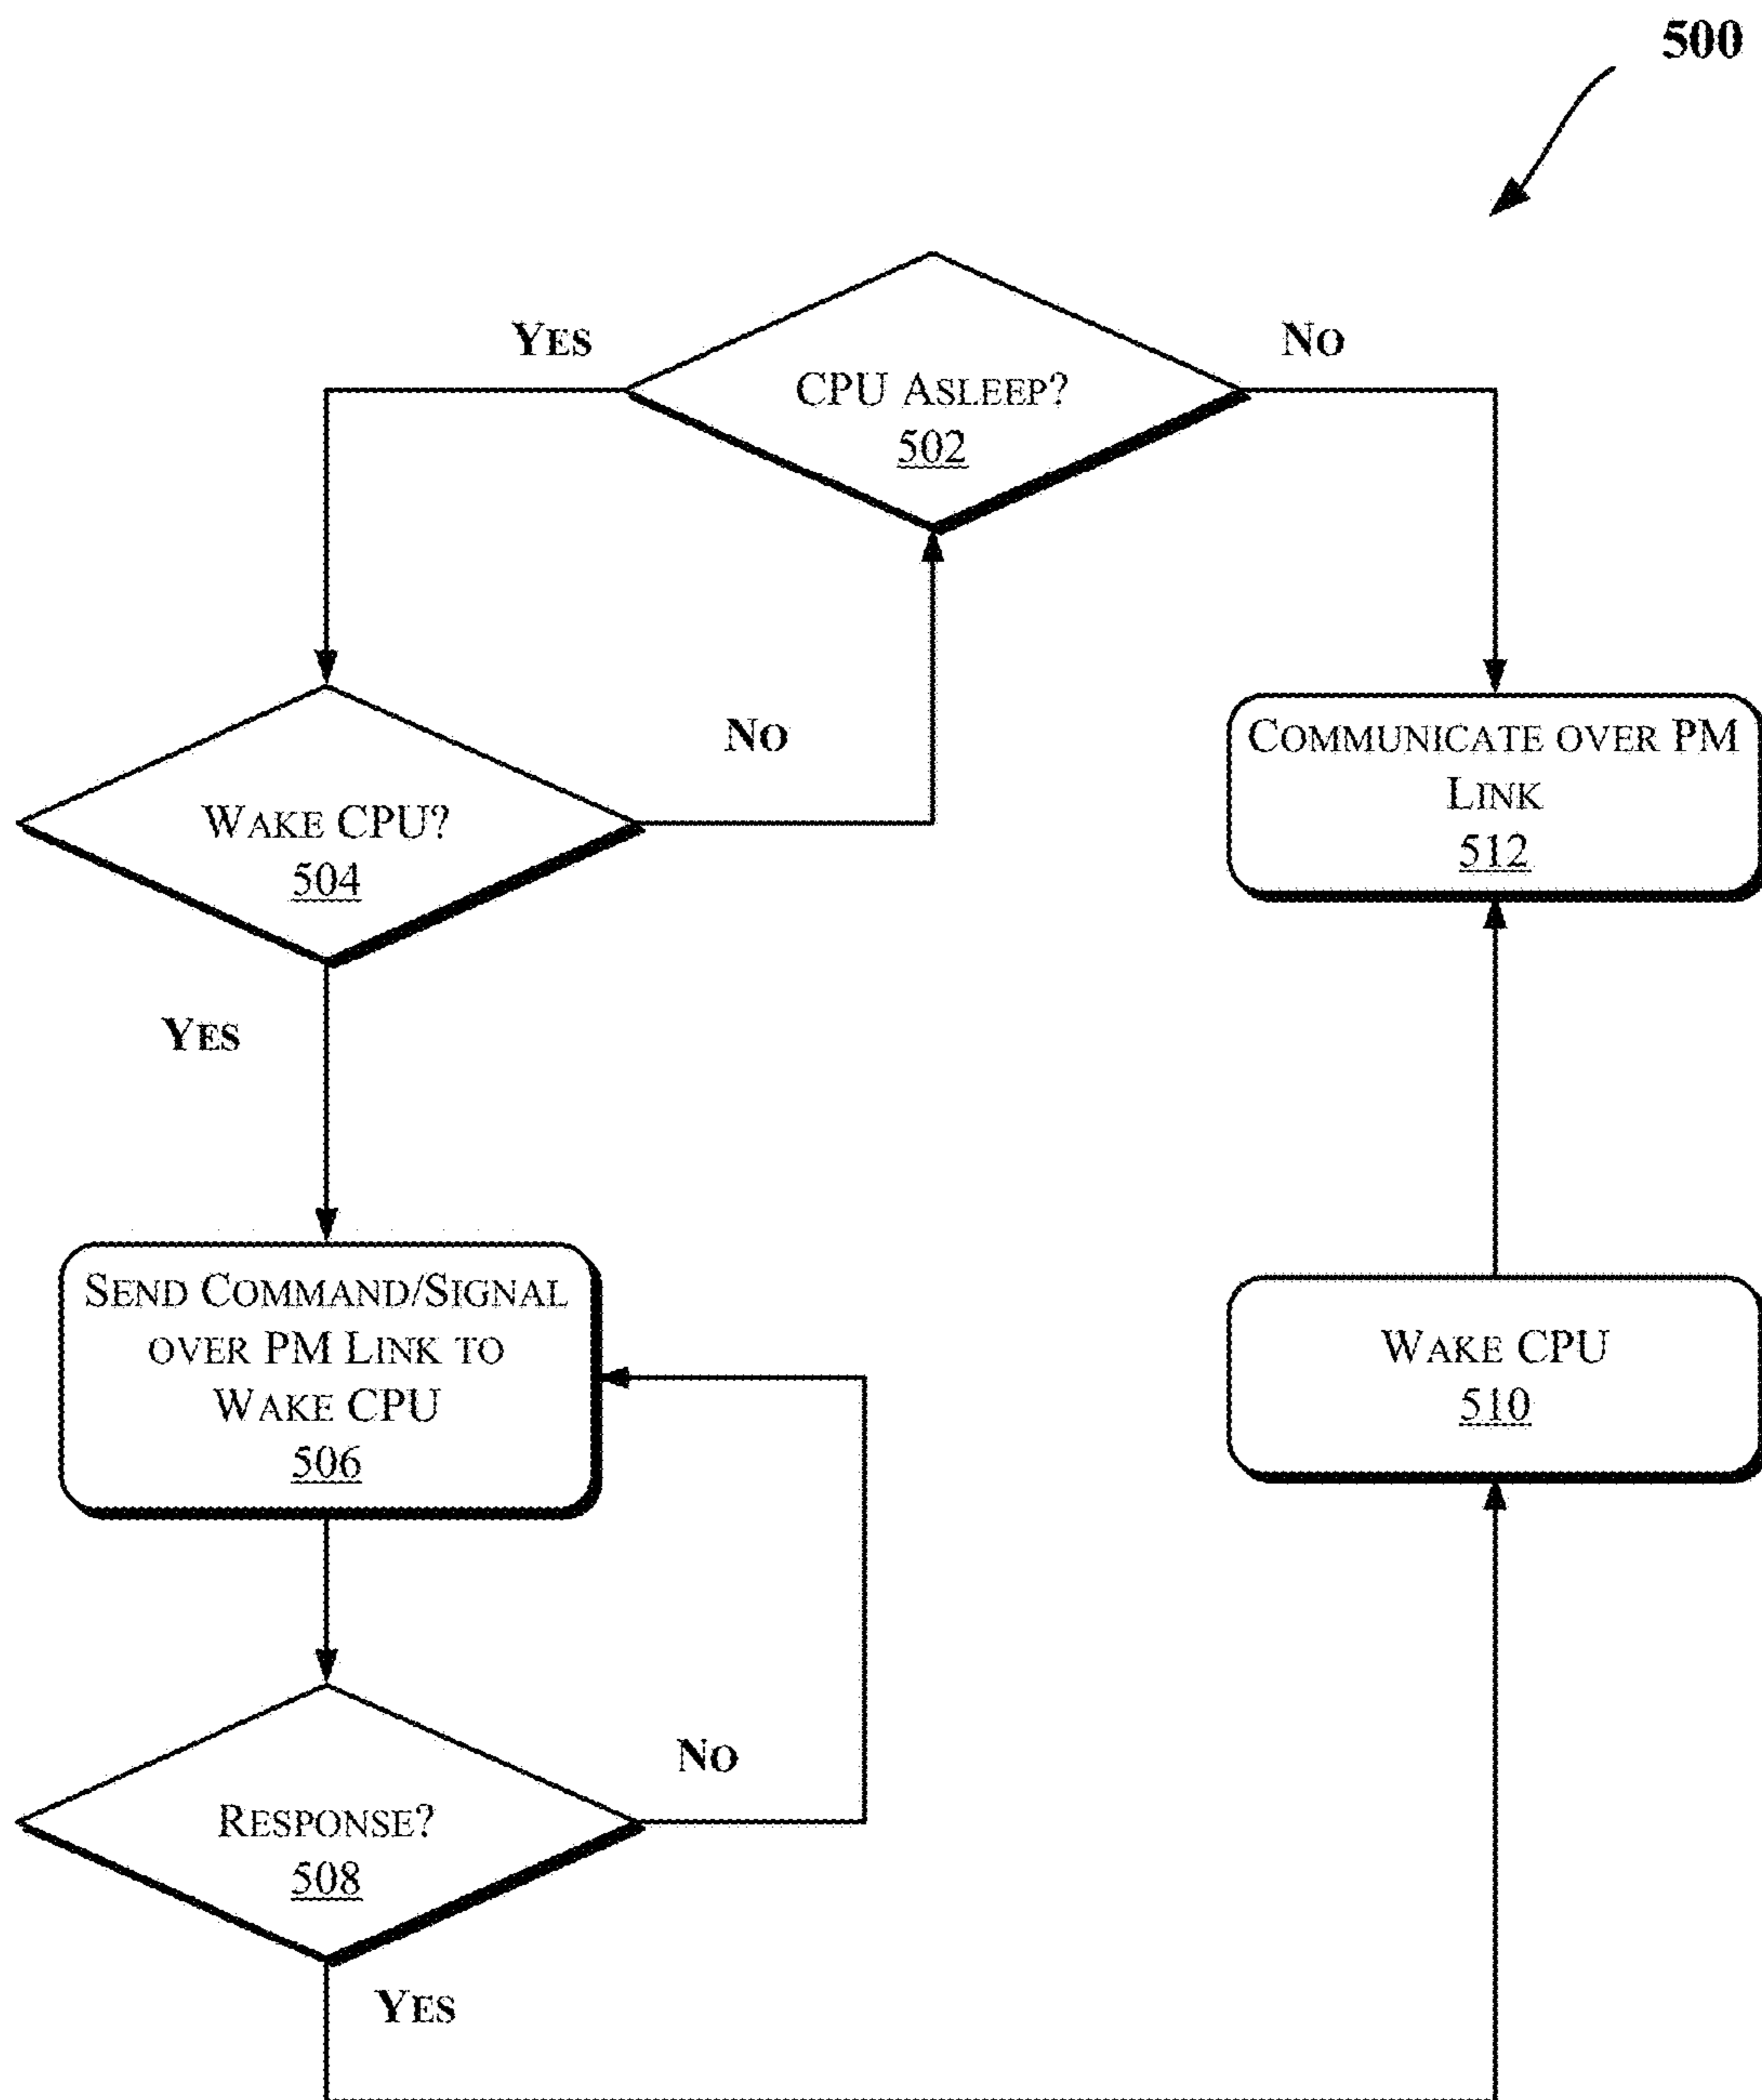 500
YES
NO
CPU ASLEEP?
502
NO
WAKE CPU?
504
COMMUNICATE OVER PM
LINK
512
YES
SEND COMMAND/SIGNAL
OVER PM LINK TO
WAKE CPU
506
WAKE CPU
510
NO
RESPONSE?
508
YES